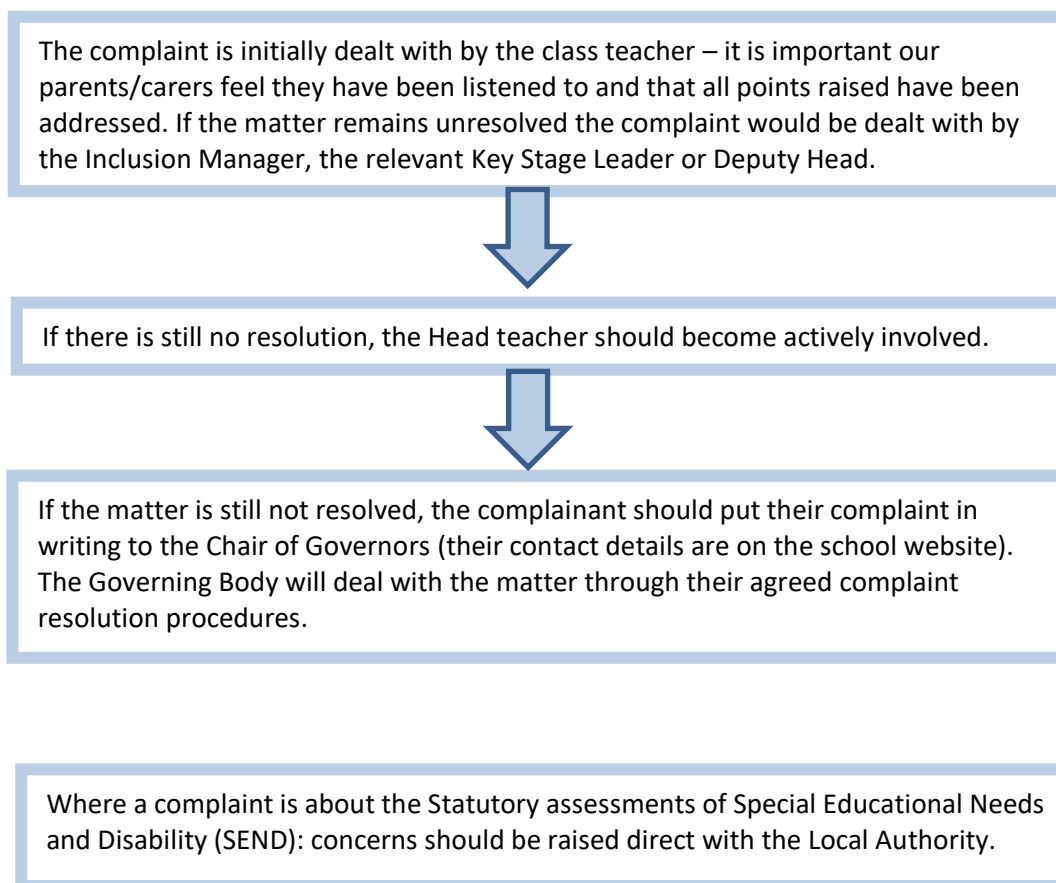 The complaint is initially dealt with by the class teacher – it is important our
parents/carers feel they have been listened to and that all points raised have been
addressed. If the matter remains unresolved the complaint would be dealt with by
the Inclusion Manager, the relevant Key Stage Leader or Deputy Head.
If there is still no resolution, the Head teacher should become actively involved.
If the matter is still not resolved, the complainant should put their complaint in
writing to the Chair of Governors (their contact details are on the school website).
The Governing Body will deal with the matter through their agreed complaint
resolution procedures.
Where a complaint is about the Statutory assessments of Special Educational Needs
and Disability (SEND): concerns should be raised direct with the Local Authority.